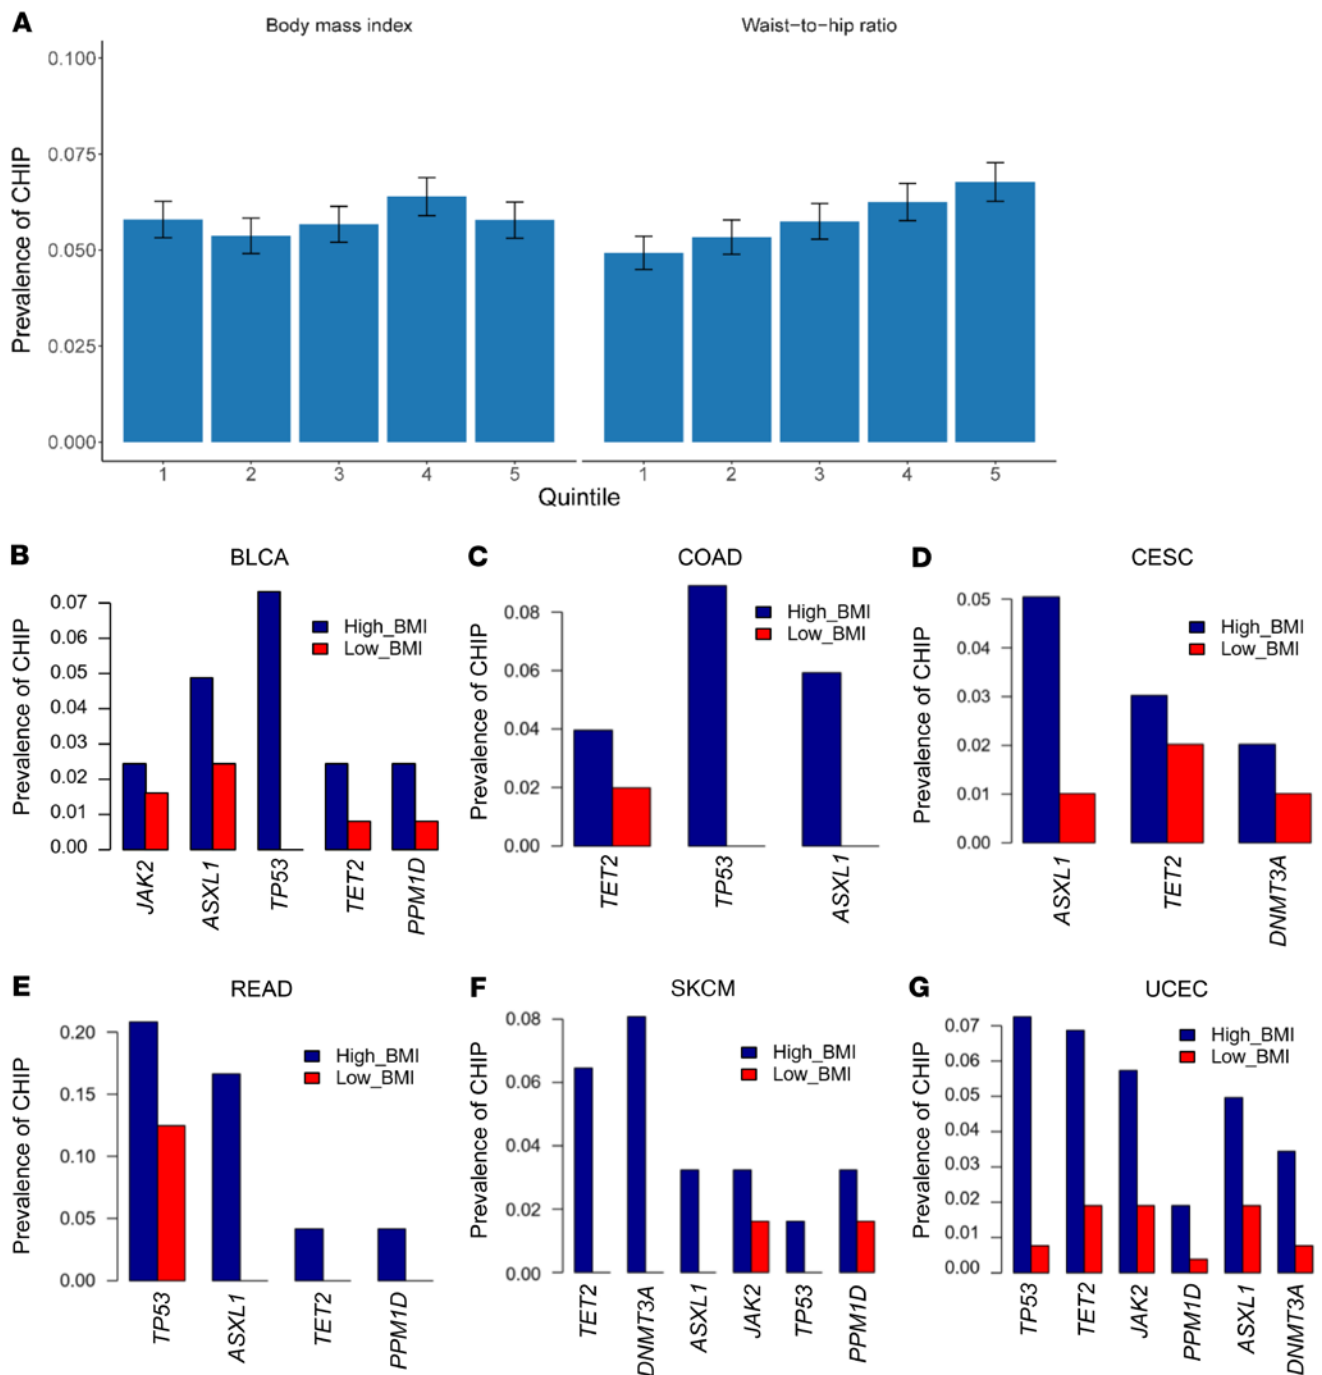 A
Body mass index
Waist−to−hip ratio
Prevalence of CHIP
0.100
0.075
0.050
0.025
0.000
1 2 3 4 5
1 2 3 4 5
Quintile
B
BLCA
Prevalence of CHIP
0.07
0.06
0.05
0.04
0.03
0.02
0.01
0.00
High_BMI
Low_BMI
JAK2
ASXL1
TP53
TET2
PPM1D
C
COAD
Prevalence of CHIP
0.08
0.06
0.04
0.02
0.00
High_BMI
Low_BMI
TET2
TP53
ASXL1
D
CESC
Prevalence of CHIP
0.05
0.04
0.03
0.02
0.01
0.00
High_BMI
Low_BMI
ASXL1
TET2
DNMT3A
E
READ
Prevalence of CHIP
0.20
0.15
0.10
0.05
0.00
High_BMI
Low_BMI
TP53
ASXL1
TET2
PPM1D
F
SKCM
Prevalence of CHIP
0.08
0.06
0.04
0.02
0.00
High_BMI
Low_BMI
TET2
DNMT3A
ASXL1
JAK2
TP53
PPM1D
G
UCEC
Prevalence of CHIP
0.07
0.06
0.05
0.04
0.03
0.02
0.01
0.00
High_BMI
Low_BMI
TP53
TET2
JAK2
PPM1D
ASXL1
DNMT3A